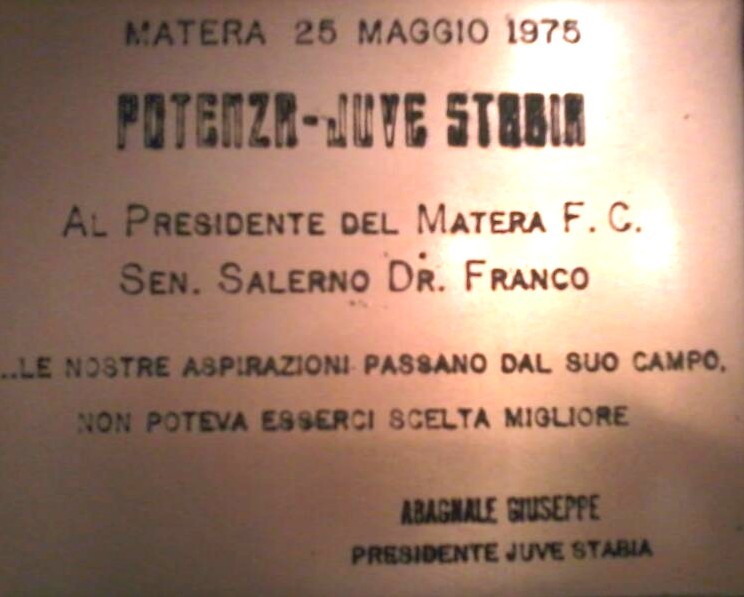 MATERA 25 MAGGIO 1975
POTENZA-JUVE STABIA
AL PRESIDENTE DEL MATERA F.C.
SEN. SALERNO DR. FRANCO
..LE NOSTRE ASPIRAZIONI PASSANO DAL SUO CAMPO,
NON POTEVA ESSERCI SCELTA MIGLIORE
ABAGNALE GIUSEPPE
PRESIDENTE JUVE STABIA